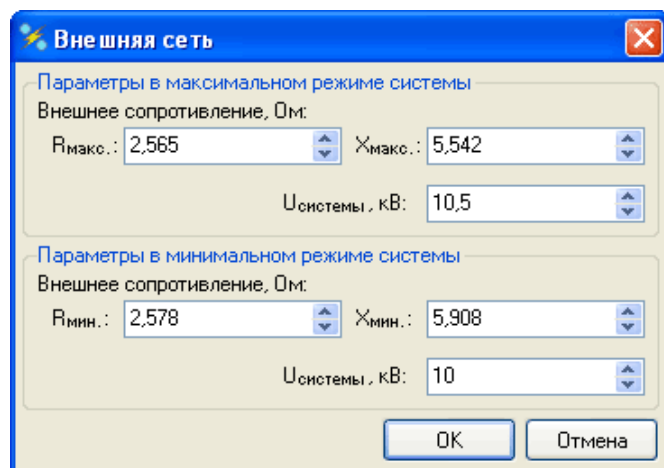 Внешняя сеть
Параметры в максимальном режиме системы
Внешнее сопротивление, Ом:
Rмакс.: 2,565 Xмакс.: 5,542
Uсистемы, кВ: 10,5
Параметры в минимальном режиме системы
Внешнее сопротивление, Ом:
Rмин.: 2,578 Xмин.: 5,908
Uсистемы, кВ: 10
OK Отмена